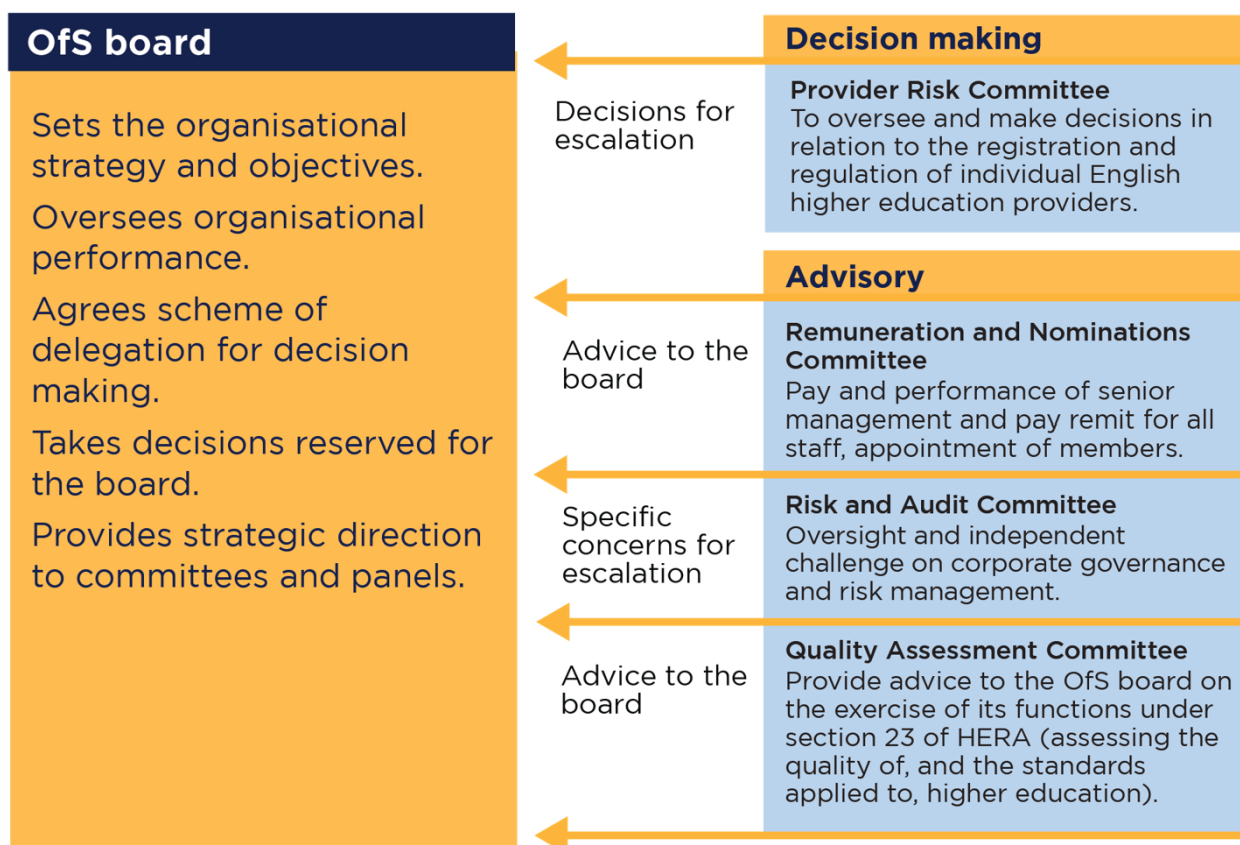 OfS board
Sets the organisational
strategy and objectives.
Oversees organisational
performance.
Agrees scheme of
delegation for decision
making.
Takes decisions reserved for
the board.
Provides strategic direction
to committees and panels.
Decisions for
escalation
Advice to the
board
Specific
concerns for
escalation
Advice to the
board
Decision making
Provider Risk Committee
To oversee and make decisions in
relation to the registration and
regulation of individual English
higher education providers.
Advisory
Remuneration and Nominations
Committee
Pay and performance of senior
management and pay remit for all
staff, appointment of members.
Risk and Audit Committee
Oversight and independent
challenge on corporate governance
and risk management.
Quality Assessment Committee
Provide advice to the OfS board on
the exercise of its functions under
section 23 of HERA (assessing the
quality of, and the standards
applied to, higher education).